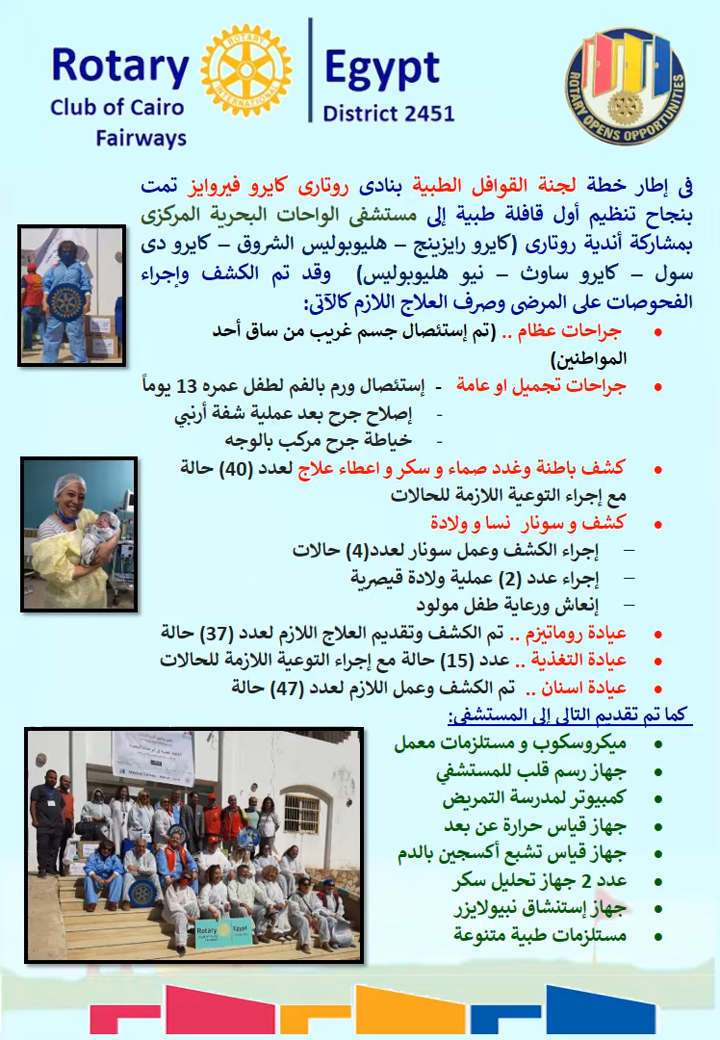 Rotary
Club of Cairo
Fairways
ROTARY
INTERNATIONAL
Egypt
District 2451
ROTARY OPENS OPPORTUNITIES
فى إطار خطة لجنة القوافل الطبية بنادى روتارى كايرو فيروايز تمت
بنجاح تنظيم أول قافلة طبية إلى مستشفى الواحات البحرية المركزى
بمشاركة أندية روتارى (كايرو رايزينج – هليوبوليس الشروق – كايرو دى
سول – كايرو ساوث – نيو هليوبوليس) وقد تم الكشف وإجراء
الفحوصات على المرضى وصرف العلاج اللازم كالآتى:
• جراحات عظام .. (تم إستئصال جسم غريب من ساق أحد
المواطنين)
• جراحات تجميل او عامة - إستئصال ورم بالفم لطفل عمره 13 يوماً
- إصلاح جرح بعد عملية شفة أرنبي
- خياطة جرح مركب بالوجه
• كشف باطنة وغدد صماء و سكر و اعطاء علاج لعدد (40) حالة
مع إجراء التوعية اللازمة للحالات
• كشف و سونار نسا و ولادة
– إجراء الكشف وعمل سونار لعدد(4) حالات
– إجراء عدد (2) عملية ولادة قيصرية
– إنعاش ورعاية طفل مولود
• عيادة روماتيزم .. تم الكشف وتقديم العلاج اللازم لعدد (37) حالة
• عيادة التغذية .. عدد (15) حالة مع إجراء التوعية اللازمة للحالات
• عيادة اسنان .. تم الكشف وعمل اللازم لعدد (47) حالة
كما تم تقديم التالى إلى المستشفى:
• ميكروسكوب و مستلزمات معمل
• جهاز رسم قلب للمستشفي
• كمبيوتر لمدرسة التمريض
• جهاز قياس حرارة عن بعد
• جهاز قياس تشبع أكسجين بالدم
• عدد 2 جهاز تحليل سكر
• جهاز إستنشاق نبيولايزر
• مستلزمات طبية متنوعة
Rotary
Egypt